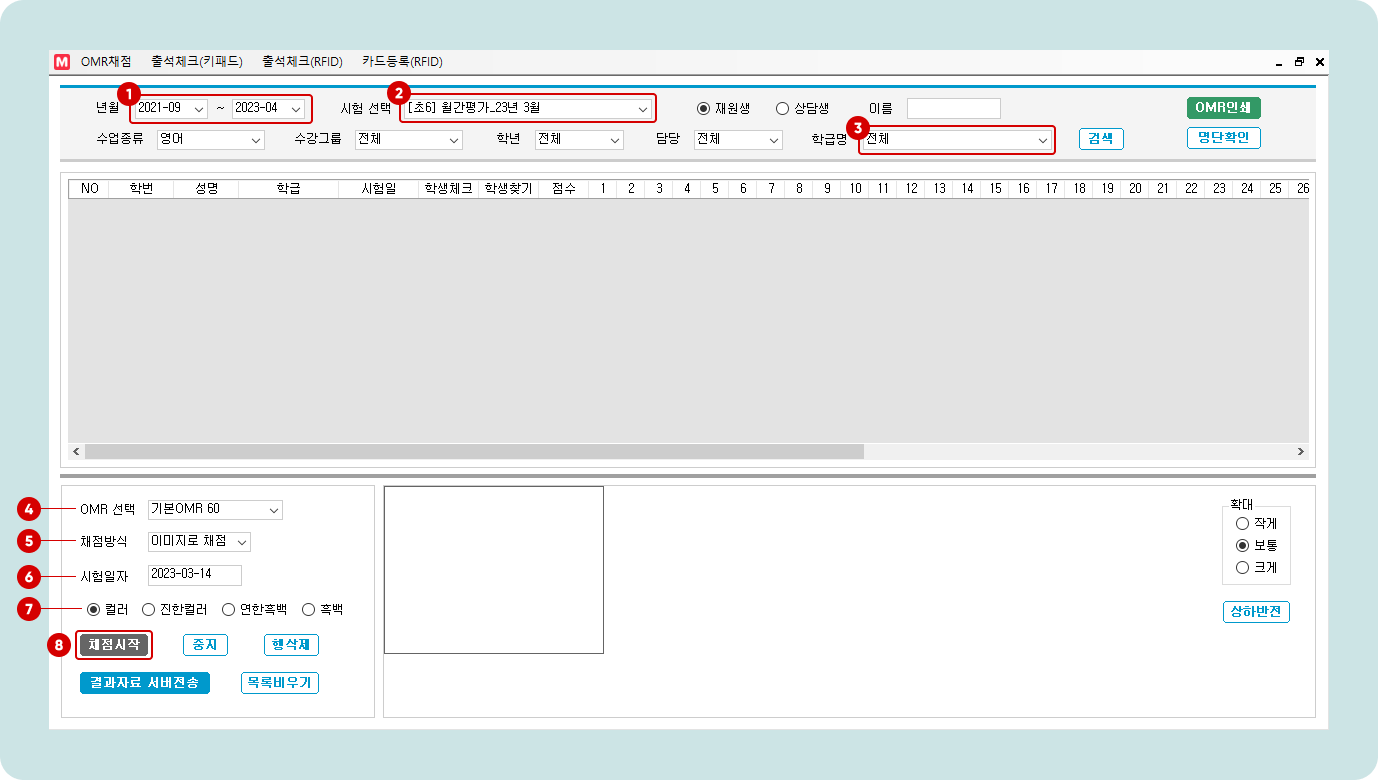 M OMR채점 출석체크(키패드) 출석체크(RFID) 카드등록(RFID)
1 2
년월 2021-09 ~ 2023-04 시험 선택 [초6] 월간평가_23년 3월 재원생 상담생 이름 OMR인쇄
3
수업종류 영어 수강그룹 전체 학년 전체 담당 전체 학급명 전체 검색 명단확인
NO 학번 성명 학급 시험일 학생체크 학생찾기 점수 1 2 3 4 5 6 7 8 9 10 11 12 13 14 15 16 17 18 19 20 21 22 23 24 25 26
4 OMR 선택 기본OMR 60
5 채점방식 이미지로 채점
6 시험일자 2023-03-14
7 컬러 진한컬러 연한흑백 흑백
8 채점시작 중지 행삭제
결과자료 서버전송 목록비우기
확대
작게
보통
크게
상하반전